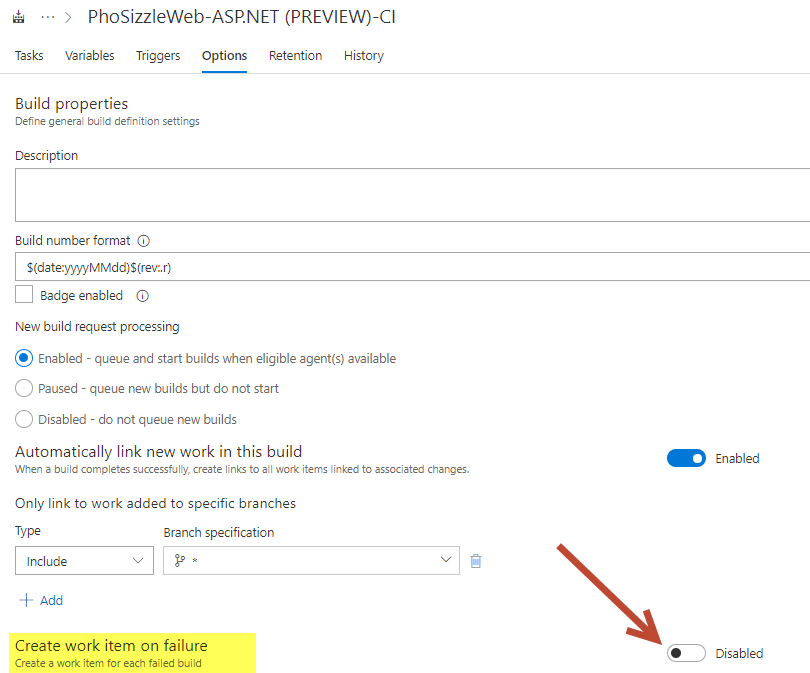 ··· > PhoSizzleWeb-ASP.NET (PREVIEW)-CI
Tasks Variables Triggers Options Retention History
Build properties
Define general build definition settings
Description
Build number format
$(date:yyyyMMdd)$(rev:.r)
Badge enabled
New build request processing
Enabled - queue and start builds when eligible agent(s) available
Paused - queue new builds but do not start
Disabled - do not queue new builds
Automatically link new work in this build
Enabled
When a build completes successfully, create links to all work items linked to associated changes.
Only link to work added to specific branches
Type Branch specification
Include *
+ Add
Create work item on failure
Disabled
Create a work item for each failed build